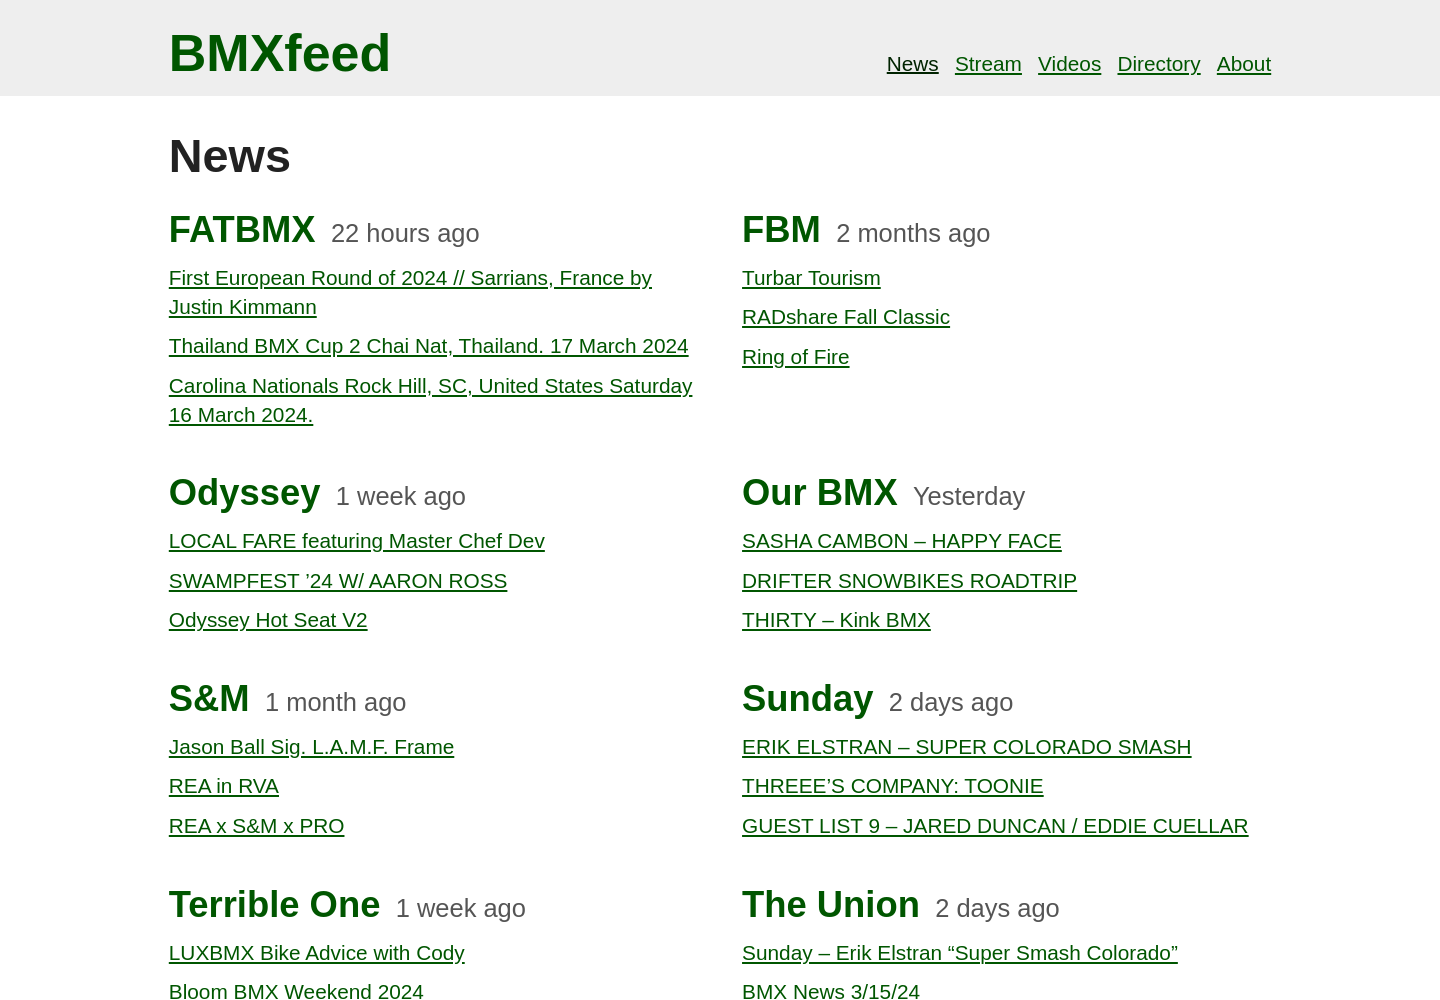 BMXfeed
News Stream Videos Directory About
News
FATBMX 22 hours ago
First European Round of 2024 // Sarrians, France by
Justin Kimmann
Thailand BMX Cup 2 Chai Nat, Thailand. 17 March 2024
Carolina Nationals Rock Hill, SC, United States Saturday
16 March 2024.
FBM 2 months ago
Turbar Tourism
RADshare Fall Classic
Ring of Fire
Odyssey 1 week ago
LOCAL FARE featuring Master Chef Dev
SWAMPFEST ’24 W/ AARON ROSS
Odyssey Hot Seat V2
Our BMX Yesterday
SASHA CAMBON – HAPPY FACE
DRIFTER SNOWBIKES ROADTRIP
THIRTY – Kink BMX
S&M 1 month ago
Jason Ball Sig. L.A.M.F. Frame
REA in RVA
REA x S&M x PRO
Sunday 2 days ago
ERIK ELSTRAN – SUPER COLORADO SMASH
THREEE’S COMPANY: TOONIE
GUEST LIST 9 – JARED DUNCAN / EDDIE CUELLAR
Terrible One 1 week ago
LUXBMX Bike Advice with Cody
Bloom BMX Weekend 2024
The Union 2 days ago
Sunday – Erik Elstran “Super Smash Colorado”
BMX News 3/15/24